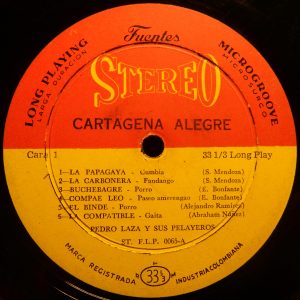 Fuentes
LONG PLAYING
LARGA DURACION
MICROGROOVE
MICROSURCO
STEREO
CARTAGENA ALEGRE
Cara 1
33 1/3 Long Play
1—LA PAPAGAYA - Cumbia (S. Mendoza)
2—LA CARBONERA - Fandango (S. Mendoza)
3—BUCHEBAGRE - Porro (E. Bonfante)
4—COMPAE LEO - Paseo amerengao (E. Bonfante)
5—EL BINDE - Porro (Alejandro Ramírez)
6—LA COMPATIBLE - Gaita (Abraham Núñez)
PEDRO LAZA Y SUS PELAYEROS
ST. F.L.P. 0065-A
MARCA REGISTRADA
33 1/3
INDUSTRIA COLOMBIANA